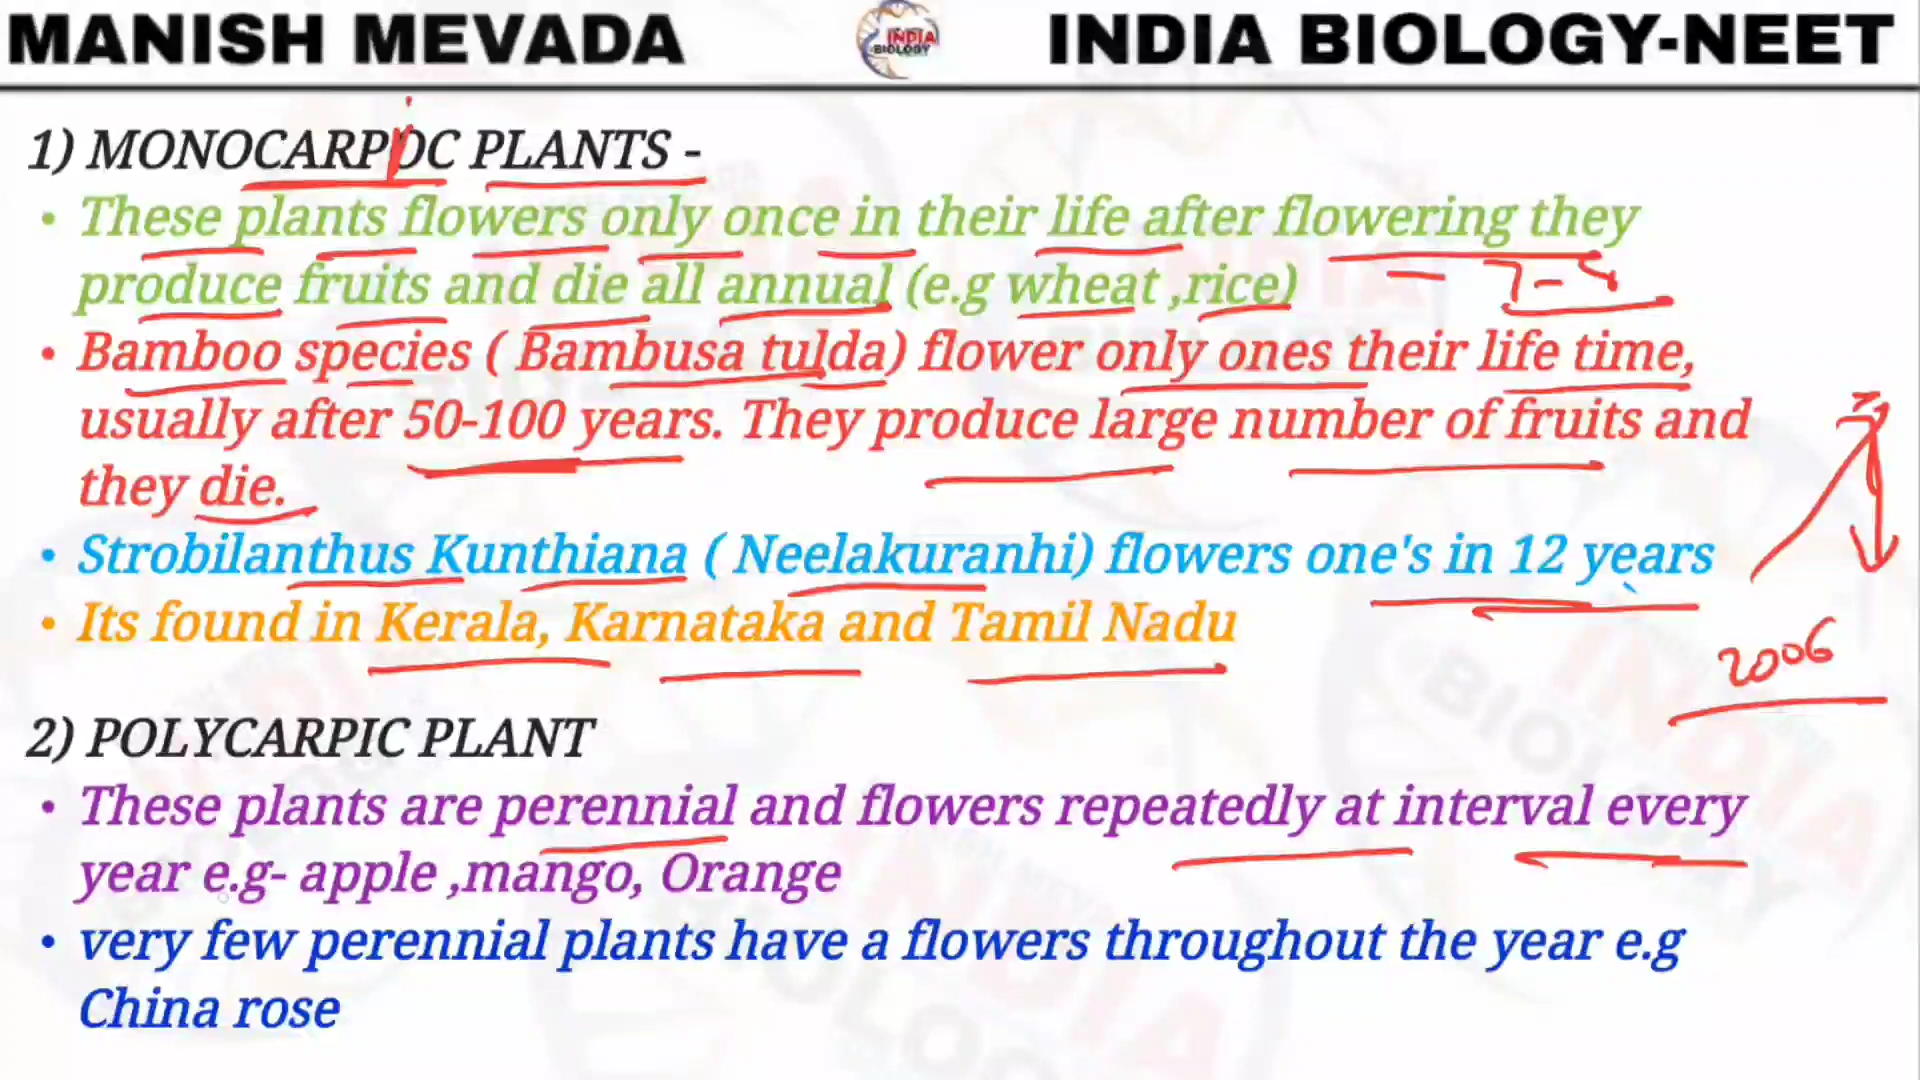 MANISH MEVADA
INDIA BIOLOGY
INDIA BIOLOGY-NEET
1) MONOCARPOC PLANTS -
i
• These plants flowers only once in their life after flowering they
produce fruits and die all annual (e.g wheat ,rice)
• Bamboo species ( Bambusa tulda) flower only ones their life time,
usually after 50-100 years. They produce large number of fruits and
they die.
• Strobilanthus Kunthiana ( Neelakuranhi) flowers one's in 12 years
• Its found in Kerala, Karnataka and Tamil Nadu
2006
2) POLYCARPIC PLANT
• These plants are perennial and flowers repeatedly at interval every
year e.g- apple ,mango, Orange
• very few perennial plants have a flowers throughout the year e.g
China rose